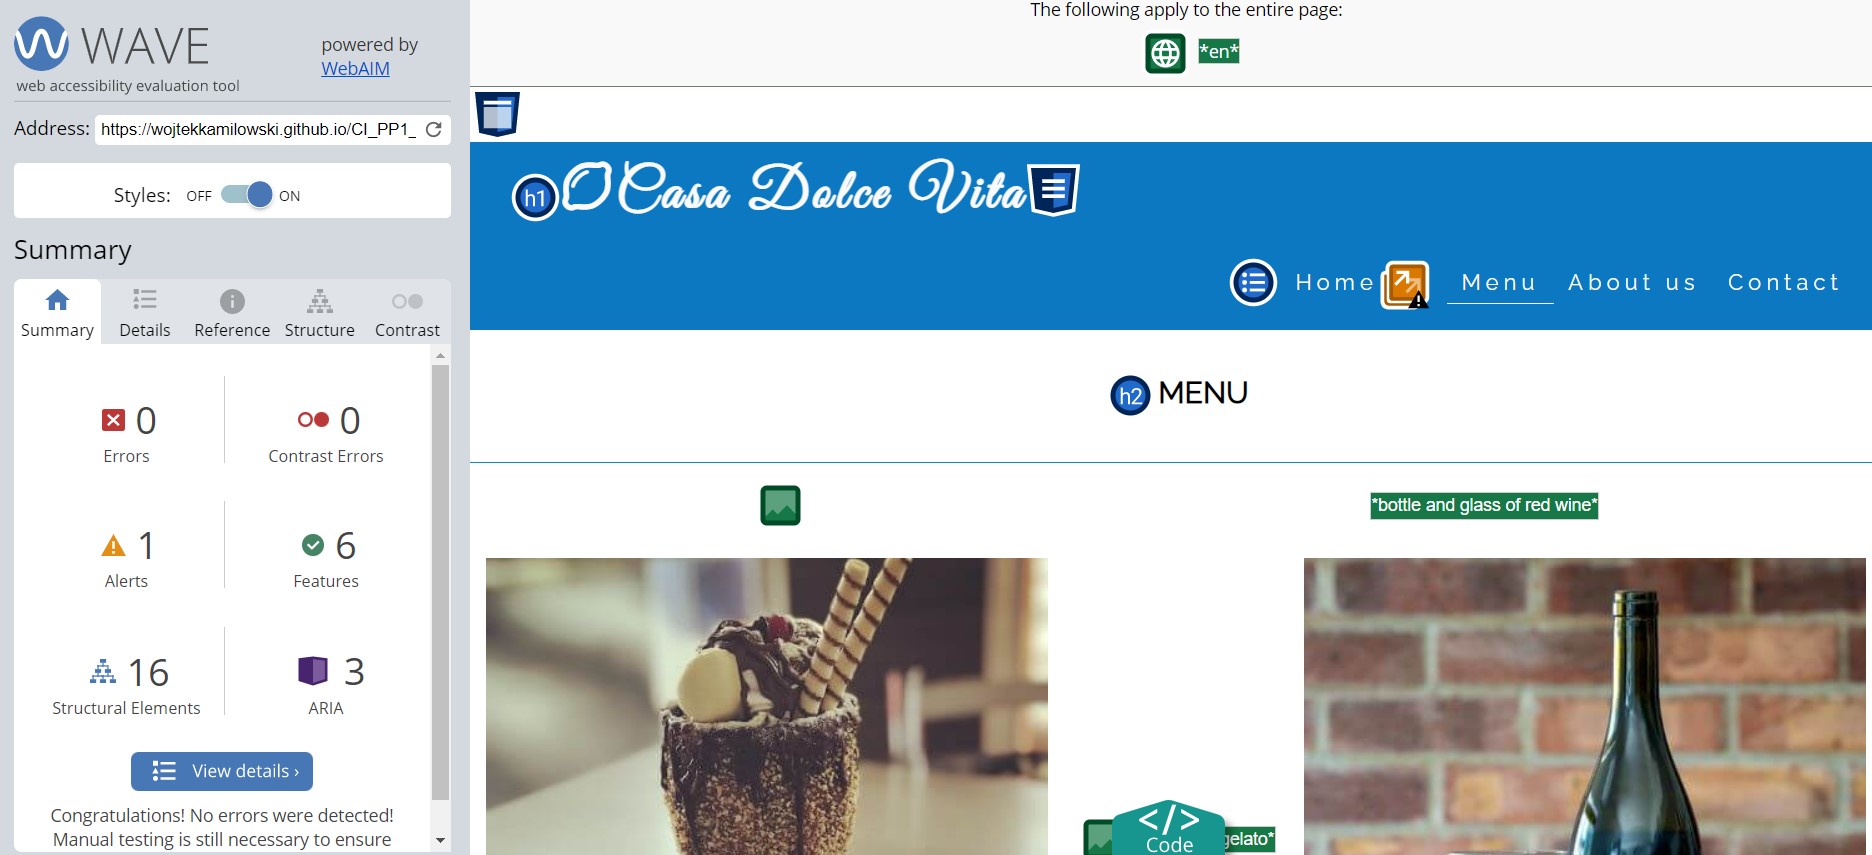 WAVE
powered by
WebAIM
web accessibility evaluation tool
Address: https://wojtekkamilowski.github.io/CI_PP1_
Styles: OFF ON
Summary
Summary Details Reference Structure Contrast
0 0
Errors Contrast Errors
1 6
Alerts Features
16 3
Structural Elements ARIA
View details ›
Congratulations! No errors were detected!
Manual testing is still necessary to ensure
The following apply to the entire page:
*en*
h1 Casa Dolce Vita
Home Menu About us Contact
h2 MENU
*bottle and glass of red wine*
</> gelato*
Code